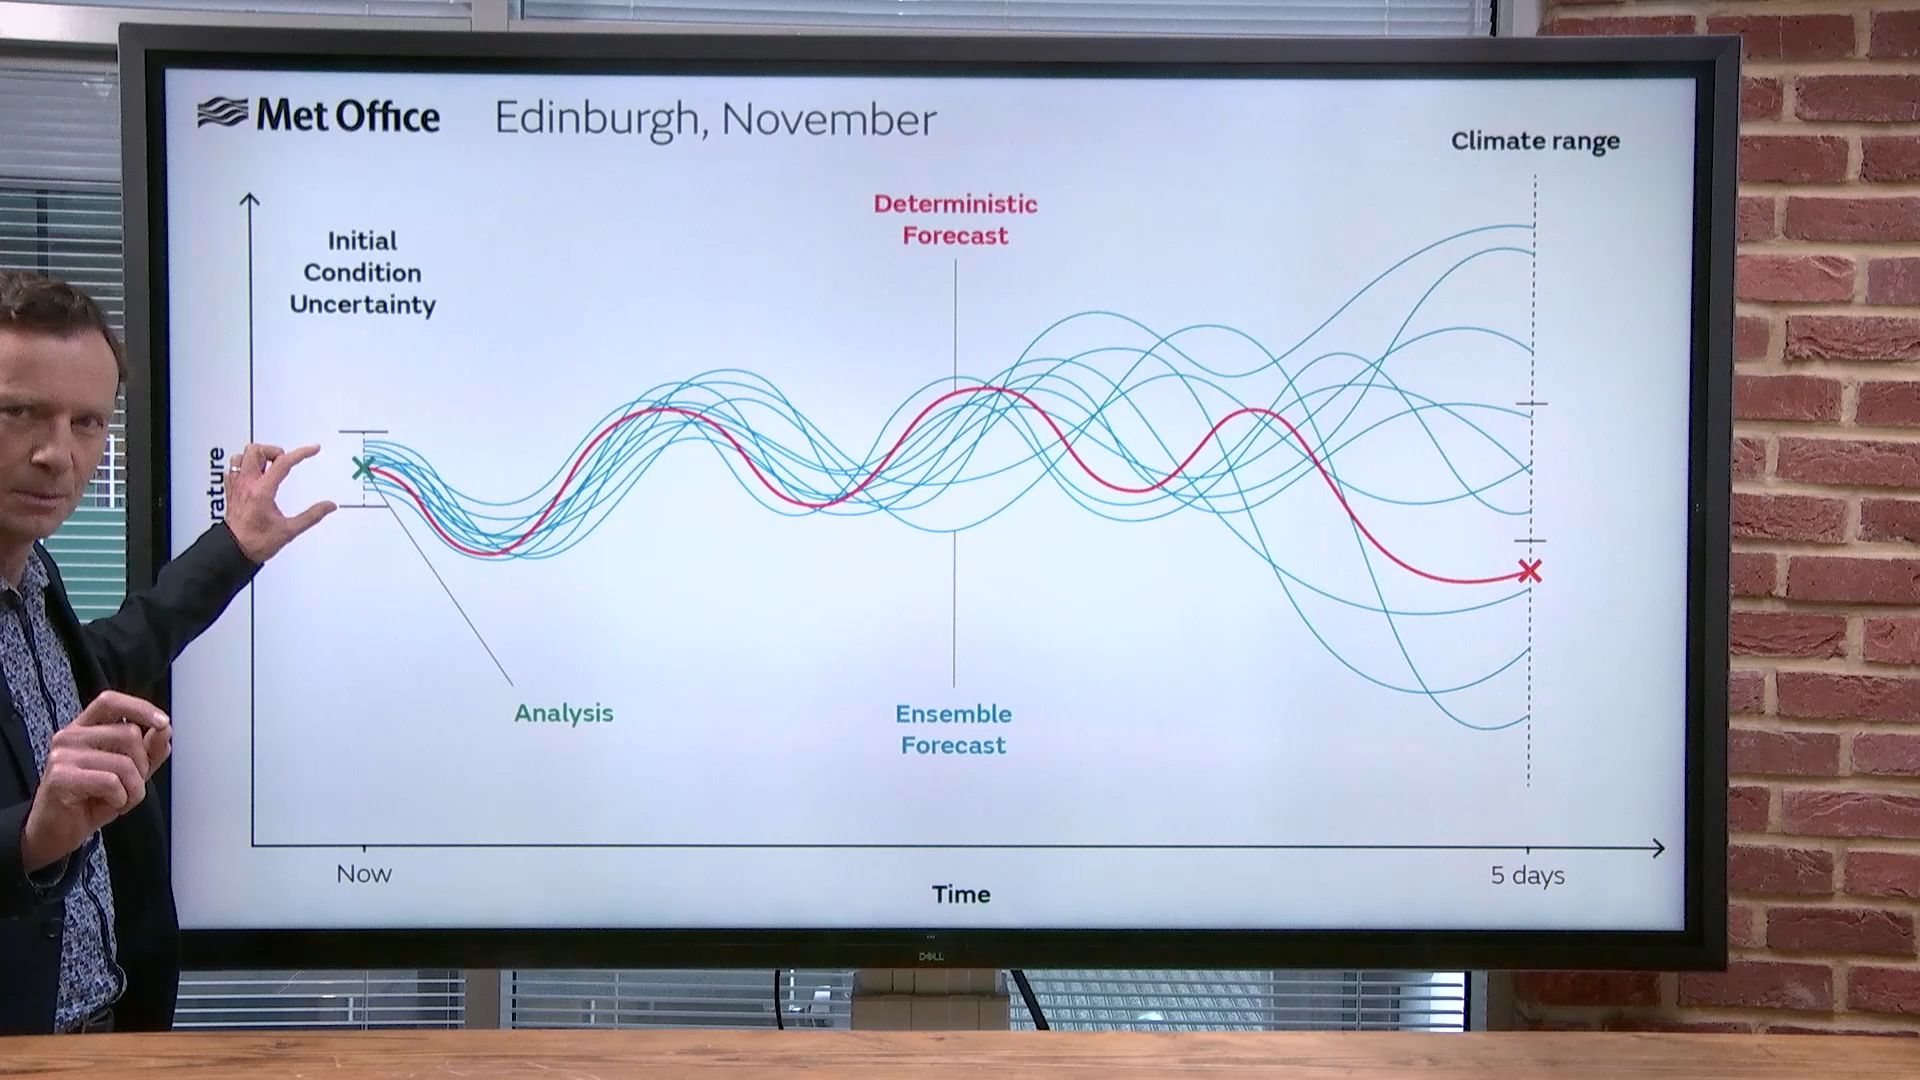 Met Office
Edinburgh, November
Climate range
Deterministic
Forecast
Initial
Condition
Uncertainty
Analysis
Ensemble
Forecast
Now
5 days
Time
DELL